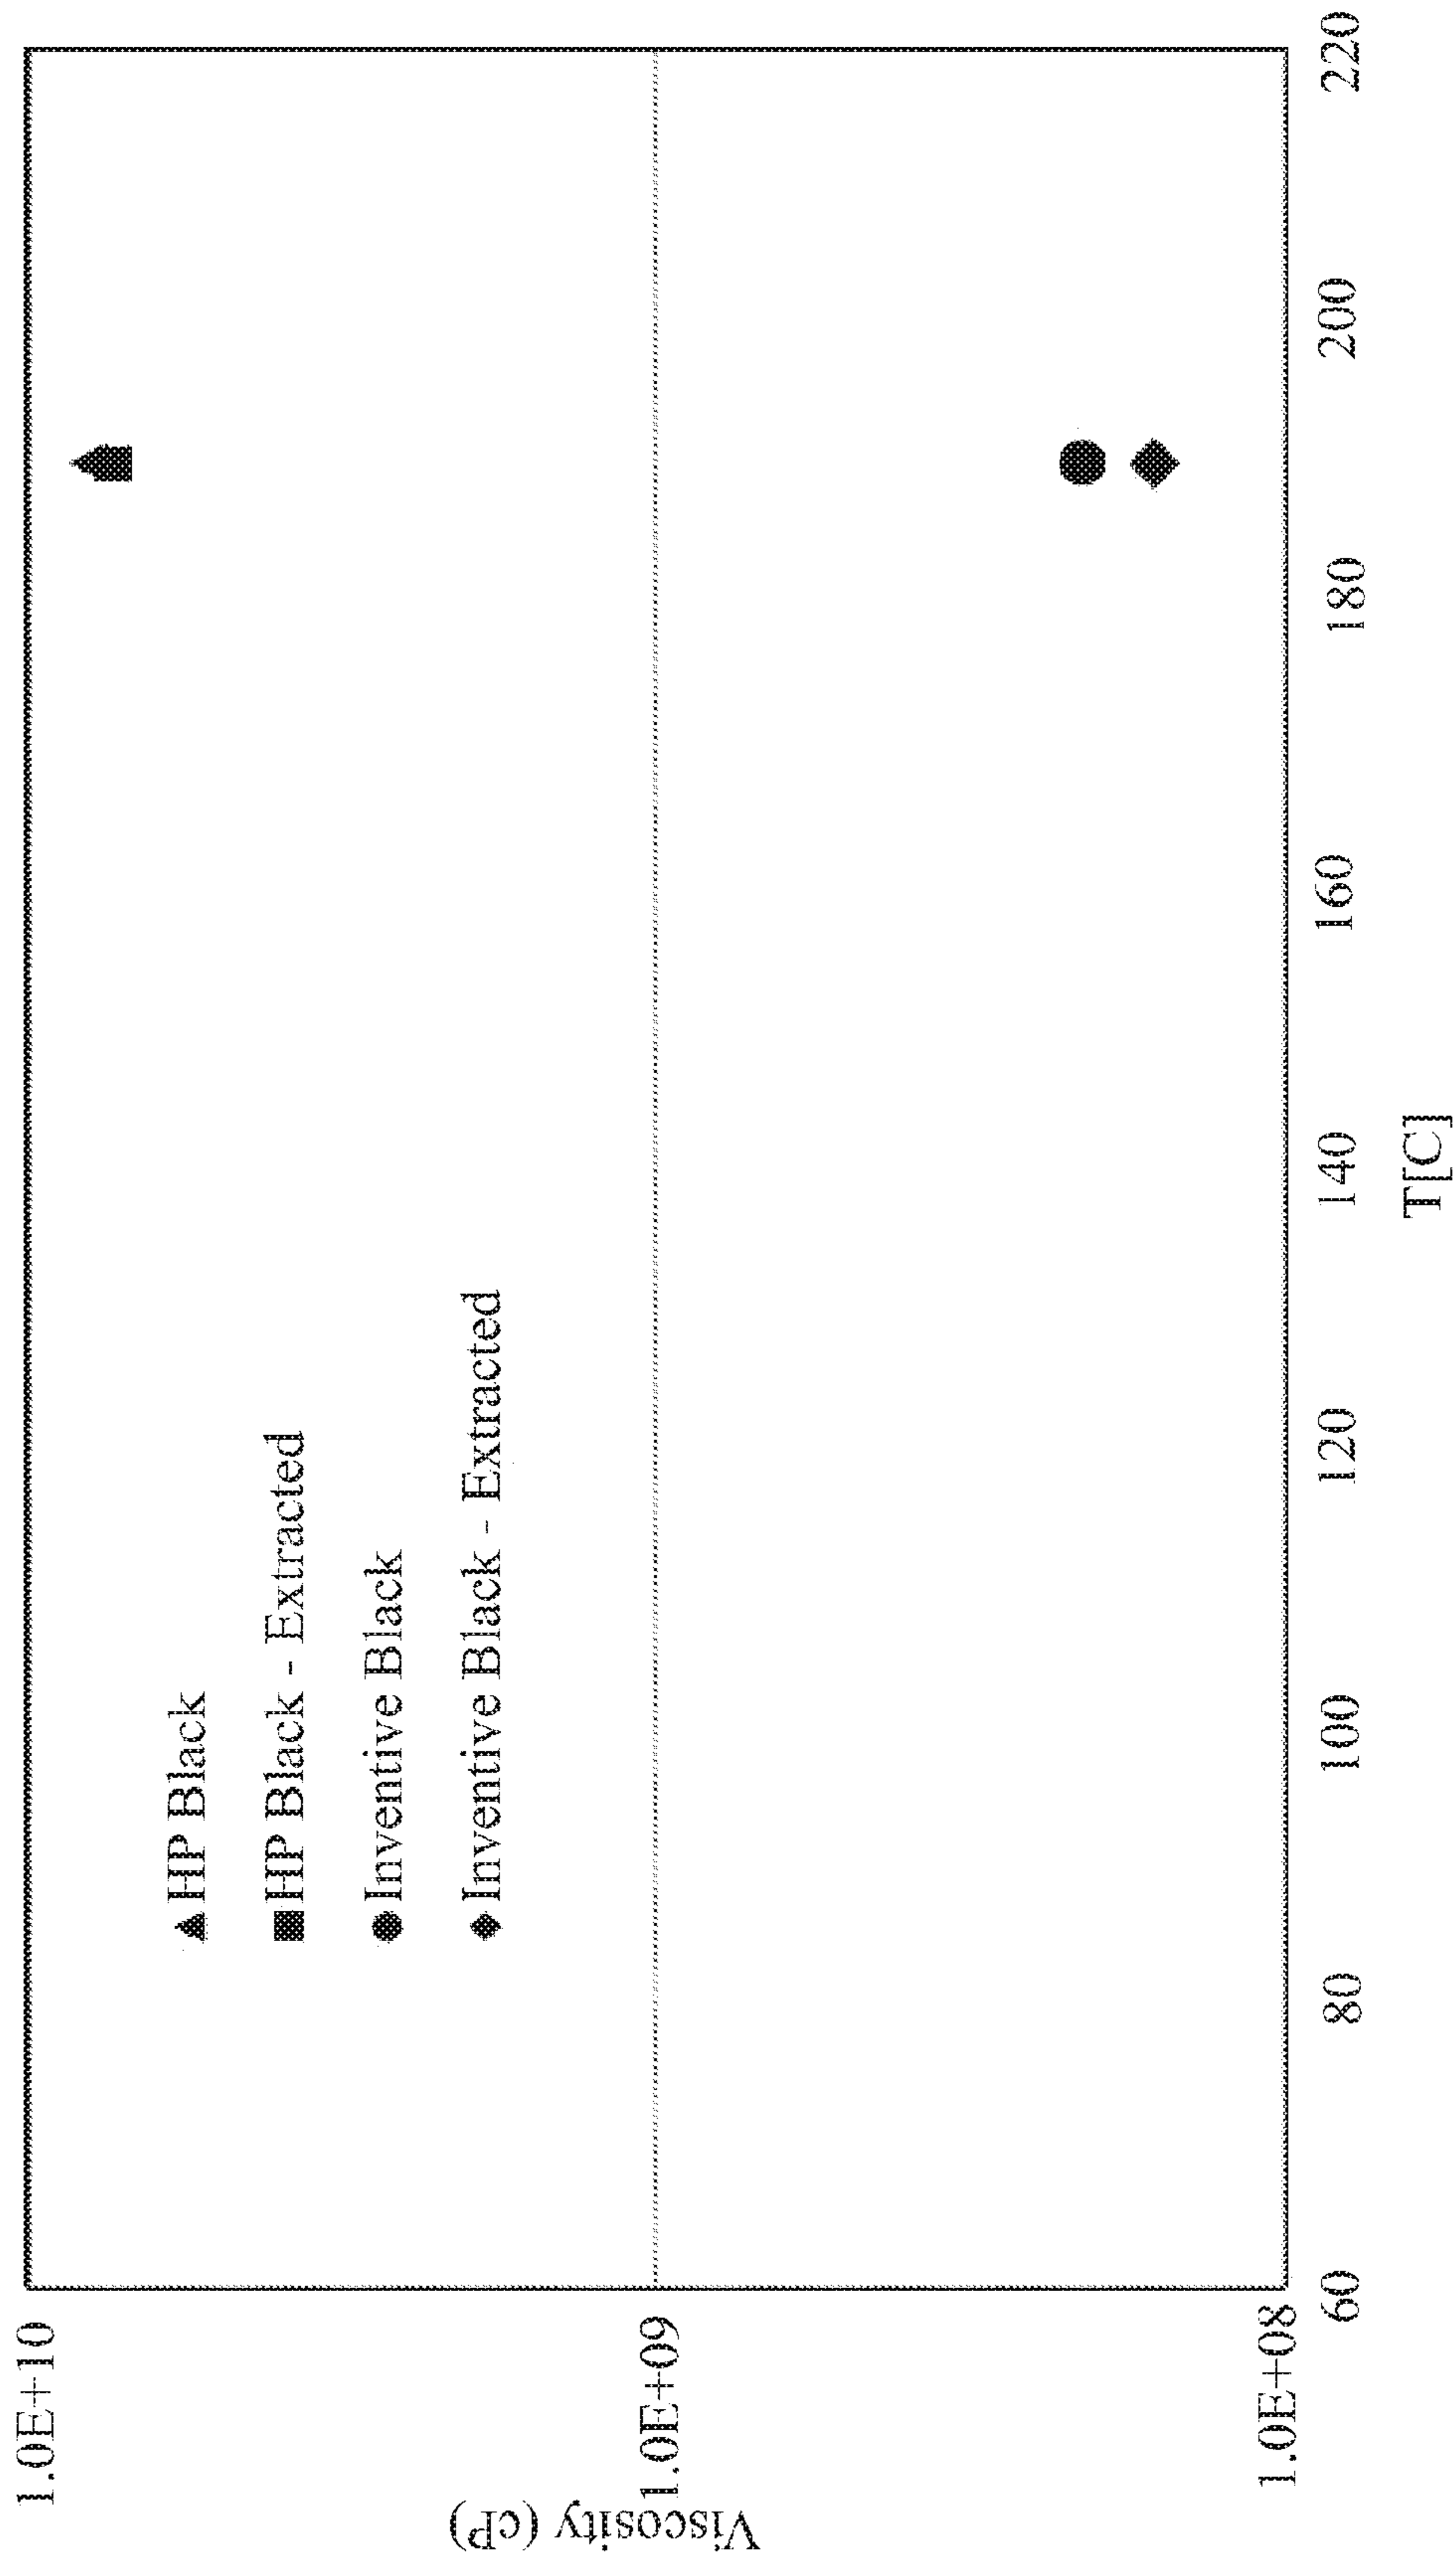 Viscosity (cP)
1.0E+10
1.0E+09
1.0E+08
HP Black
HP Black - Extracted
Inventive Black
Inventive Black - Extracted
60
80
100
120
140
160
180
200
220
T[C]